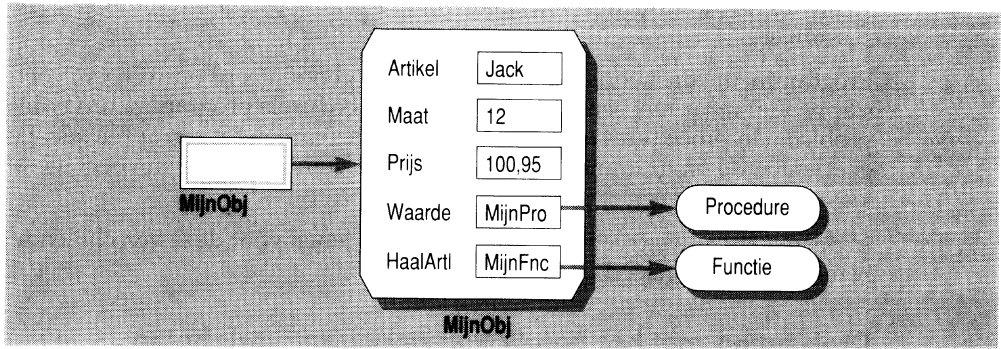 Artikel Jack
Maat 12
Prijs 100,95
MijnObj
Waarde MijnPro Procedure
HaalArtl MijnFnc Functie
MijnObj